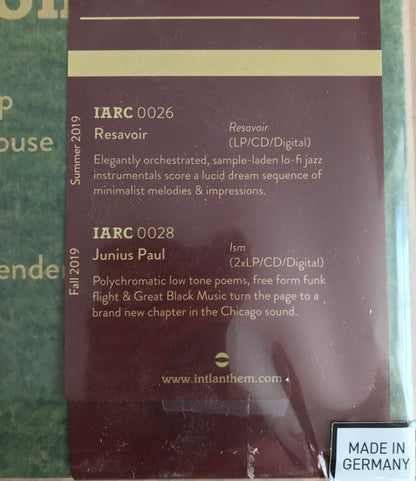 Summer 2019
IARC 0026
Resavoir
Resavoir
(LP/CD/Digital)
Elegantly orchestrated, sample-laden lo-fi jazz
instrumentals score a lucid dream sequence of
minimalist melodies & impressions.
Fall 2019
IARC 0028
Junius Paul
Ism
(2xLP/CD/Digital)
Polychromatic low tone poems, free form funk
flight & Great Black Music turn the page to a
brand new chapter in the Chicago sound.
www.intlanthem.com
MADE IN
GERMANY